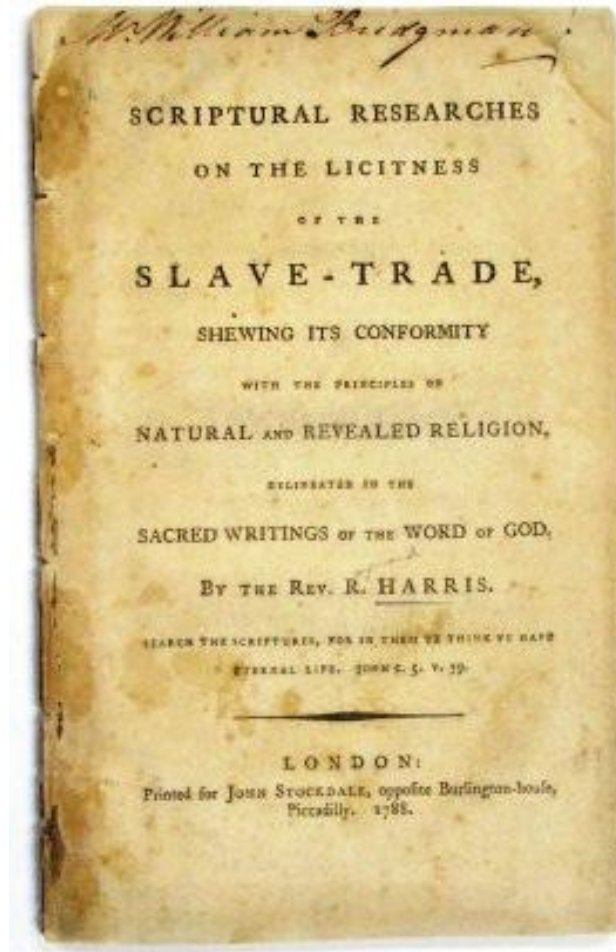 Mr. William Bridgman
SCRIPTURAL RESEARCHES
ON THE LICITNESS
OF THE
SLAVE-TRADE,
SHEWING ITS CONFORMITY
WITH THE PRINCIPLES OF
NATURAL AND REVEALED RELIGION,
DELINEATED IN THE
SACRED WRITINGS OF THE WORD OF GOD.
BY THE REV. R. HARRIS.
SEARCH THE SCRIPTURES, FOR IN THEM YE THINK YE HAVE
ETERNAL LIFE. JOHN C. 5. V. 39.
LONDON:
Printed for JOHN STOCKDALE, opposite Burlington-house,
Piccadilly. 1788.